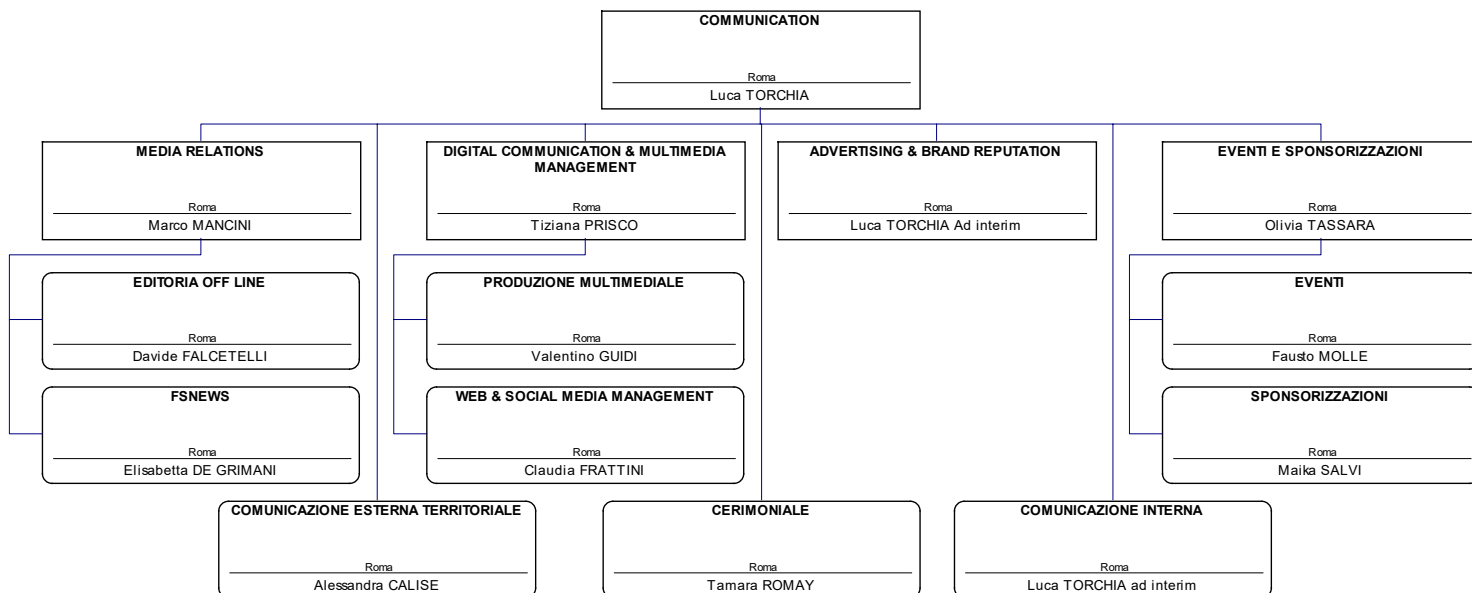 COMMUNICATION
Roma
Luca TORCHIA
MEDIA RELATIONS
Roma
Marco MANCINI
DIGITAL COMMUNICATION & MULTIMEDIA
MANAGEMENT
Roma
Tiziana PRISCO
ADVERTISING & BRAND REPUTATION
Roma
Luca TORCHIA Ad interim
EVENTI E SPONSORIZZAZIONI
Roma
Olivia TASSARA
EDITORIA OFF LINE
Roma
Davide FALCETELLI
PRODUZIONE MULTIMEDIALE
Roma
Valentino GUIDI
EVENTI
Roma
Fausto MOLLE
FSNEWS
Roma
Elisabetta DE GRIMANI
WEB & SOCIAL MEDIA MANAGEMENT
Roma
Claudia FRATTINI
SPONSORIZZAZIONI
Roma
Maika SALVI
COMUNICAZIONE ESTERNA TERRITORIALE
Roma
Alessandra CALISE
CERIMONIALE
Roma
Tamara ROMAY
COMUNICAZIONE INTERNA
Roma
Luca TORCHIA ad interim